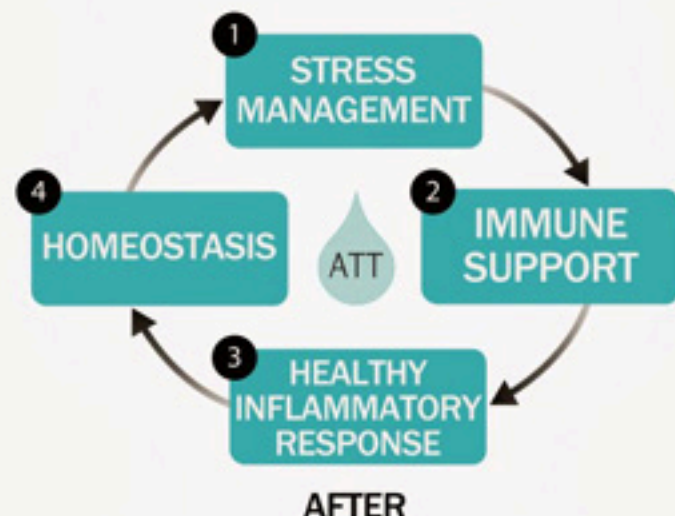 1
STRESS
MANAGEMENT
2
IMMUNE
SUPPORT
3
HEALTHY
INFLAMMATORY
RESPONSE
4
HOMEOSTASIS
ATT
AFTER